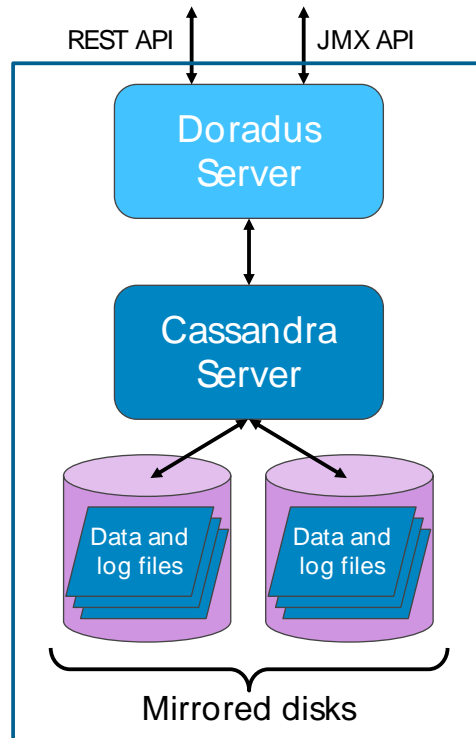 REST API
JMX API
Doradus
Server
Cassandra
Server
Data and
log files
Data and
log files
Mirrored disks